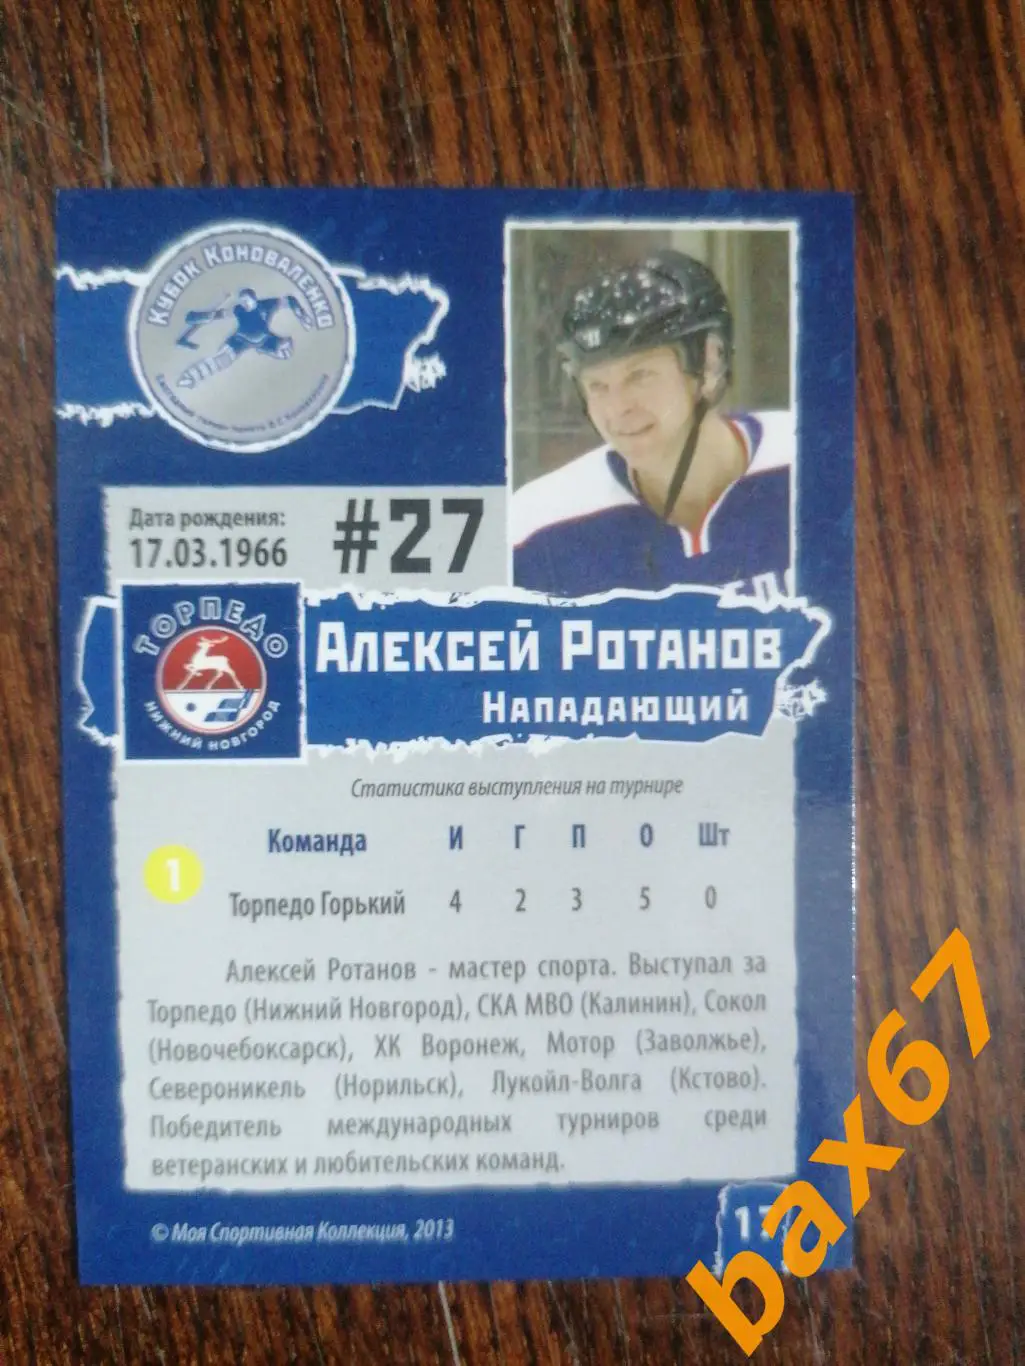 Кубок Коноваленко
Дата рождения:
17.03.1966
#27
ТОРПЕДО
НИЖНИЙ НОВГОРОД
Алексей Ротанов
Нападающий
Статистика выступления на турнире
Команда И Г П О Шт
1
Торпедо Горький 4 2 3 5 0
Алексей Ротанов - мастер спорта. Выступал за
Торпедо (Нижний Новгород), СКА МВО (Калинин), Сокол
(Новочебоксарск), ХК Воронеж, Мотор (Заволжье),
Североникель (Норильск), Лукойл-Волга (Кстово).
Победитель международных турниров среди
ветеранских и любительских команд.
© Моя Спортивная Коллекция, 2013
bax67